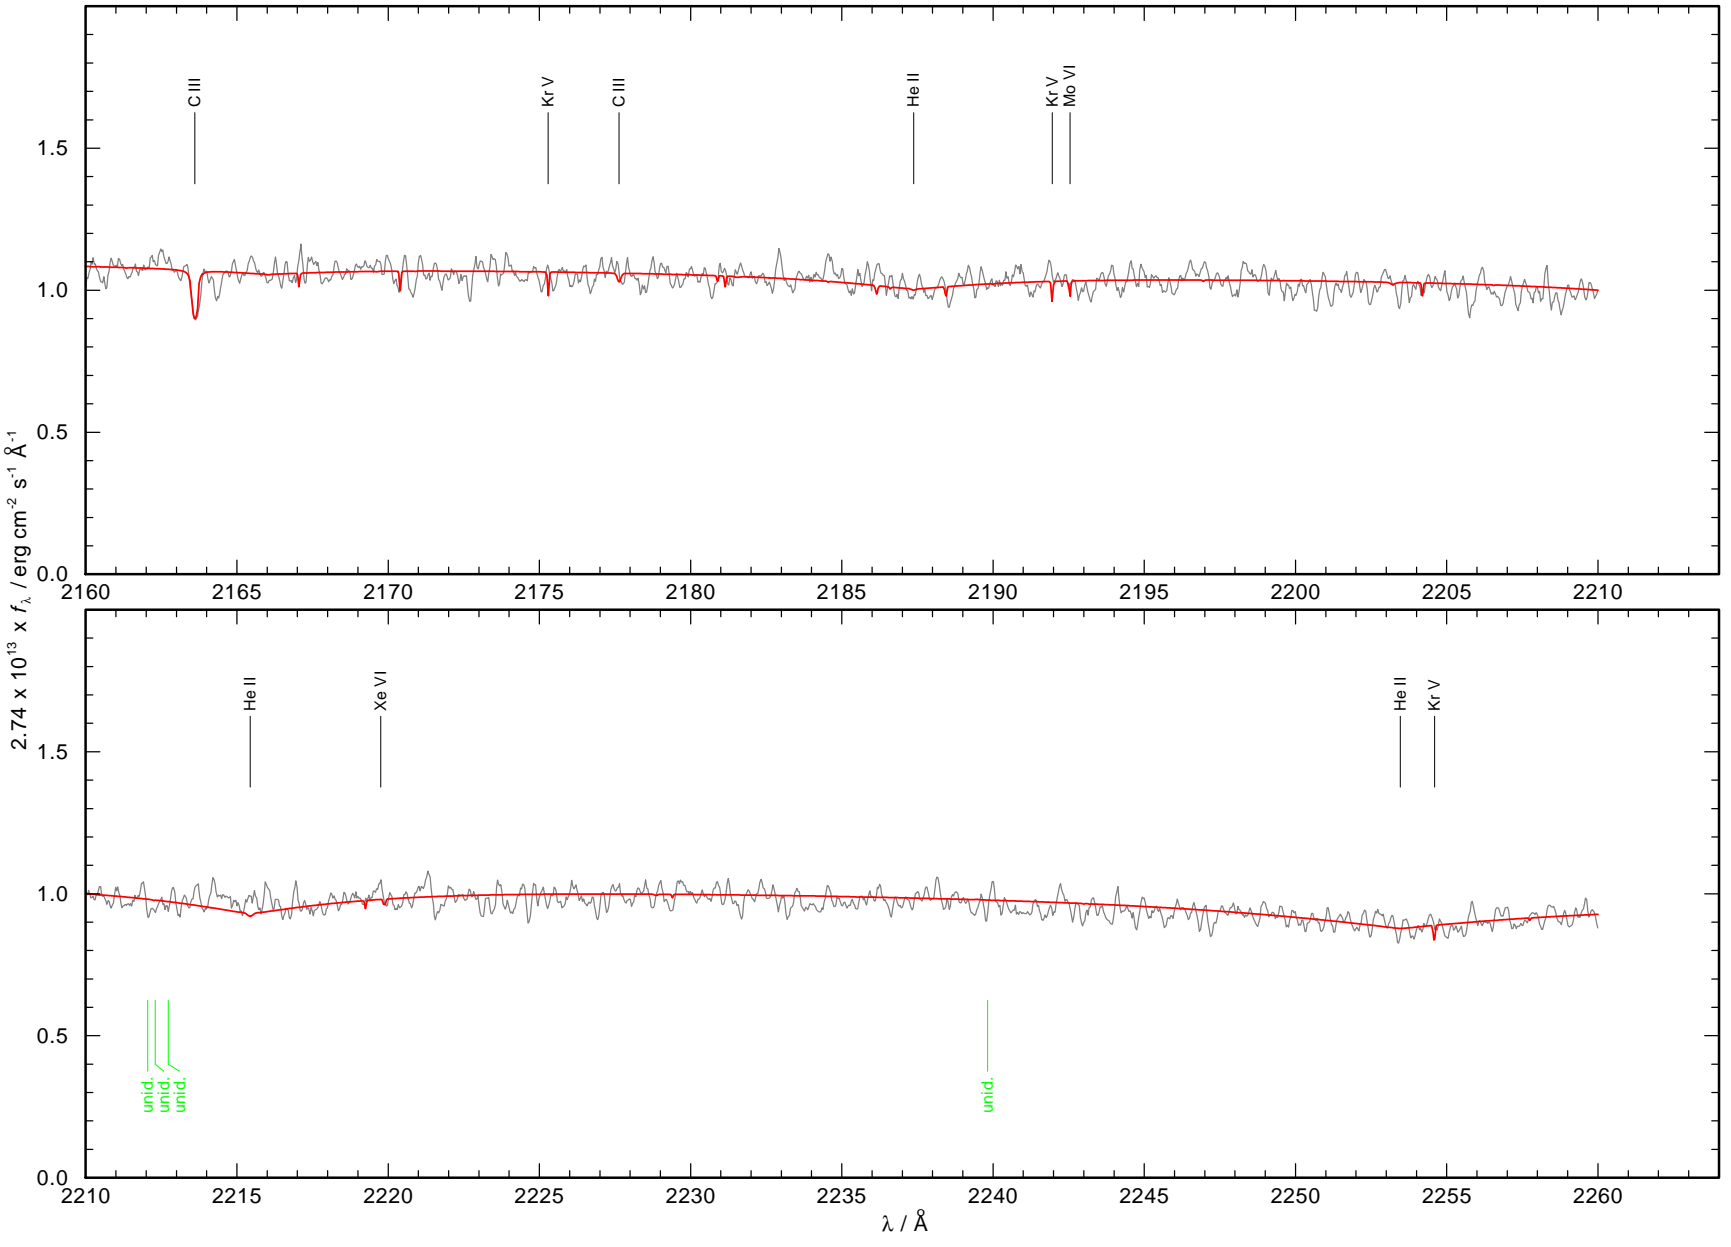 C III
Kr V
C III
He II
Kr V
Mo VI
1.5
1.0
0.5
0.0
2160 2165 2170 2175 2180 2185 2190 2195 2200 2205 2210
2.74 x 10¹³ x f_λ / erg cm⁻² s⁻¹ Å⁻¹
He II
Xe VI
He II
Kr V
1.5
1.0
0.5
0.0
unid.
unid.
unid.
unid.
2210 2215 2220 2225 2230 2235 2240 2245 2250 2255 2260
λ / Å